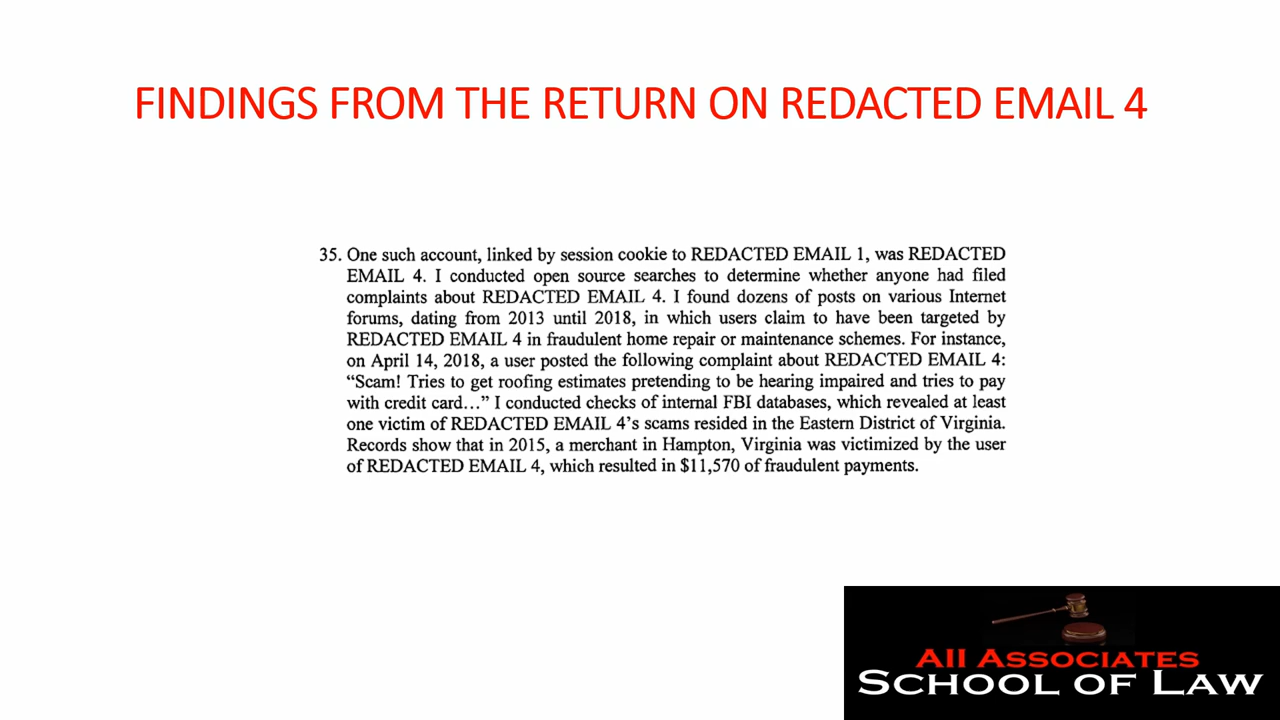 FINDINGS FROM THE RETURN ON REDACTED EMAIL 4
35. One such account, linked by session cookie to REDACTED EMAIL 1, was REDACTED
EMAIL 4. I conducted open source searches to determine whether anyone had filed
complaints about REDACTED EMAIL 4. I found dozens of posts on various Internet
forums, dating from 2013 until 2018, in which users claim to have been targeted by
REDACTED EMAIL 4 in fraudulent home repair or maintenance schemes. For instance,
on April 14, 2018, a user posted the following complaint about REDACTED EMAIL 4:
“Scam! Tries to get roofing estimates pretending to be hearing impaired and tries to pay
with credit card…” I conducted checks of internal FBI databases, which revealed at least
one victim of REDACTED EMAIL 4’s scams resided in the Eastern District of Virginia.
Records show that in 2015, a merchant in Hampton, Virginia was victimized by the user
of REDACTED EMAIL 4, which resulted in $11,570 of fraudulent payments.
All Associates
School of Law